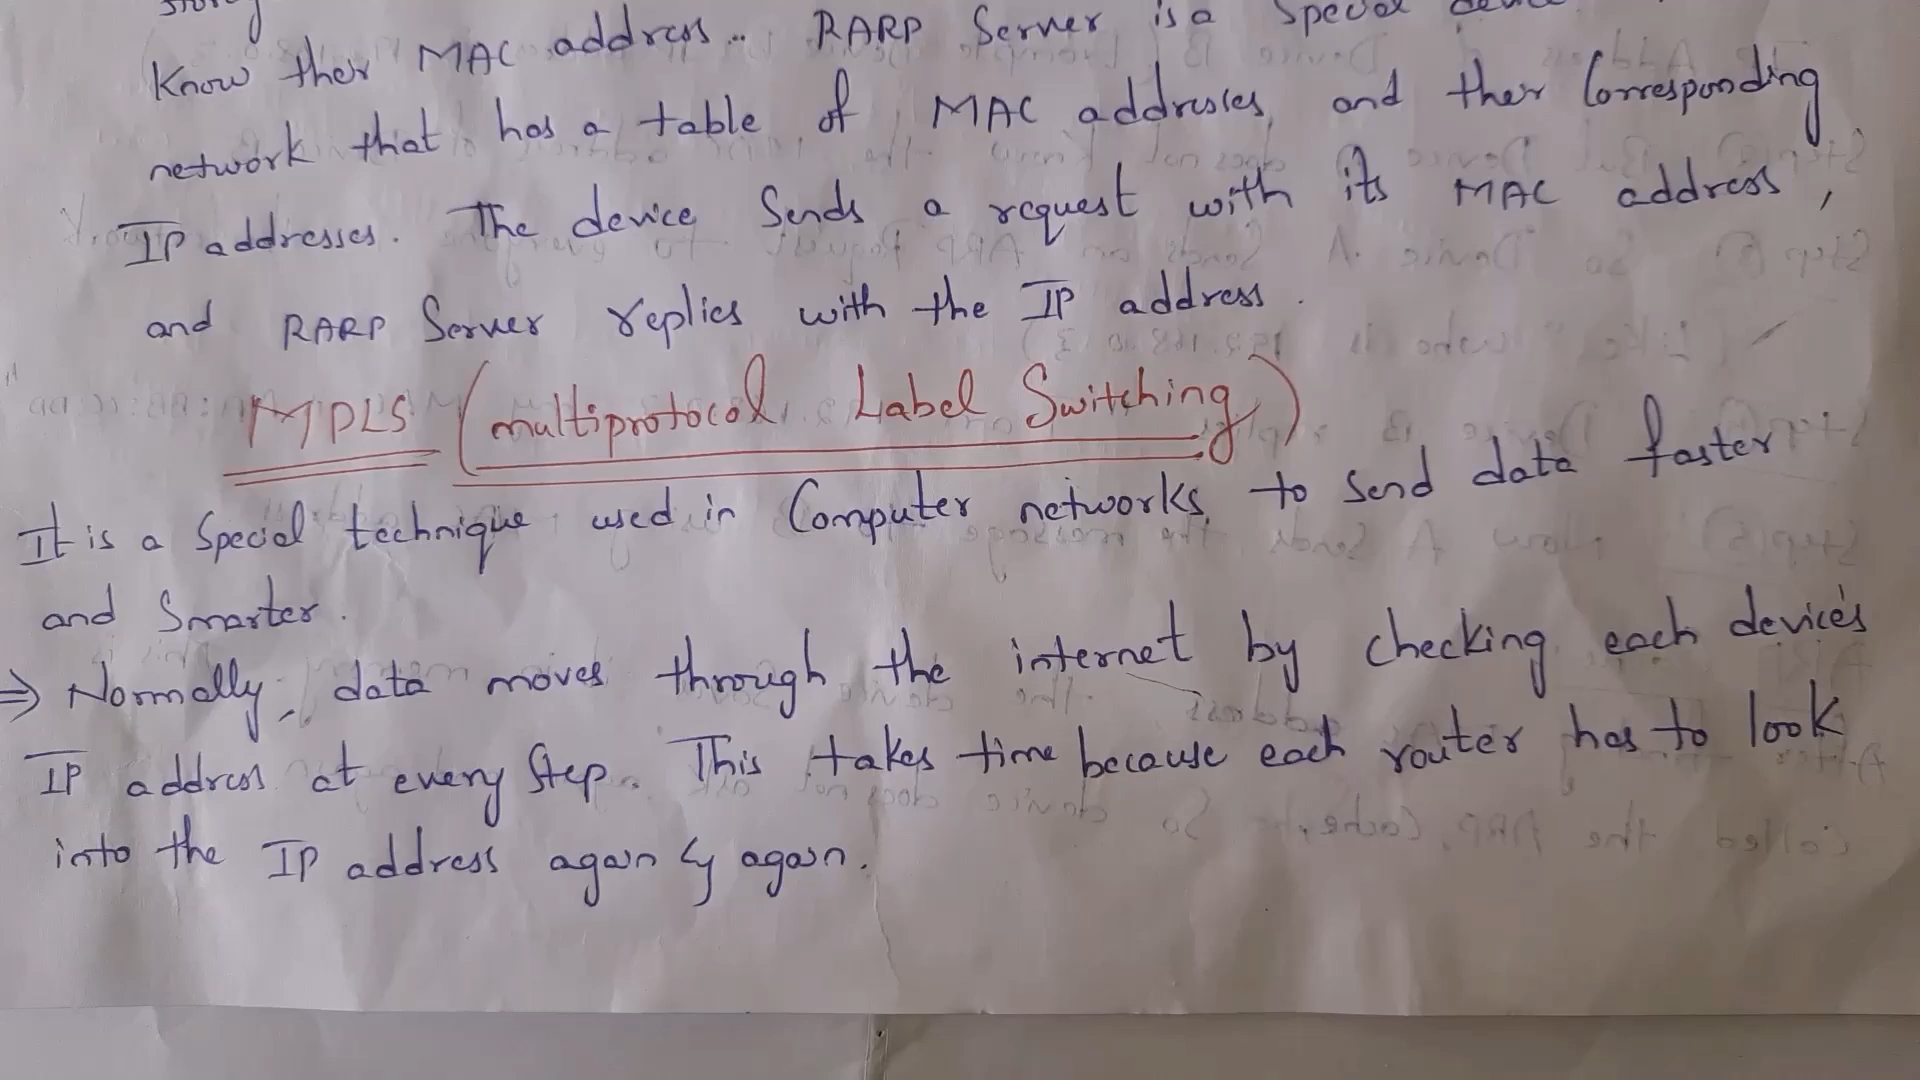 Know their MAC address.. RARP Server is a Special device
network that has a table of MAC addresses, and their Corresponding
IP addresses. The device Sends a request with its MAC address,
and RARP Server replies with the IP address.
MPLS (multiprotocol Label Switching)
It is a Special technique used in Computer networks, to Send data faster
and Smarter.
⇒ Normally, data moves through the internet by checking each device's
IP address at every Step. This takes time because each router has to look
into the IP address again & again.